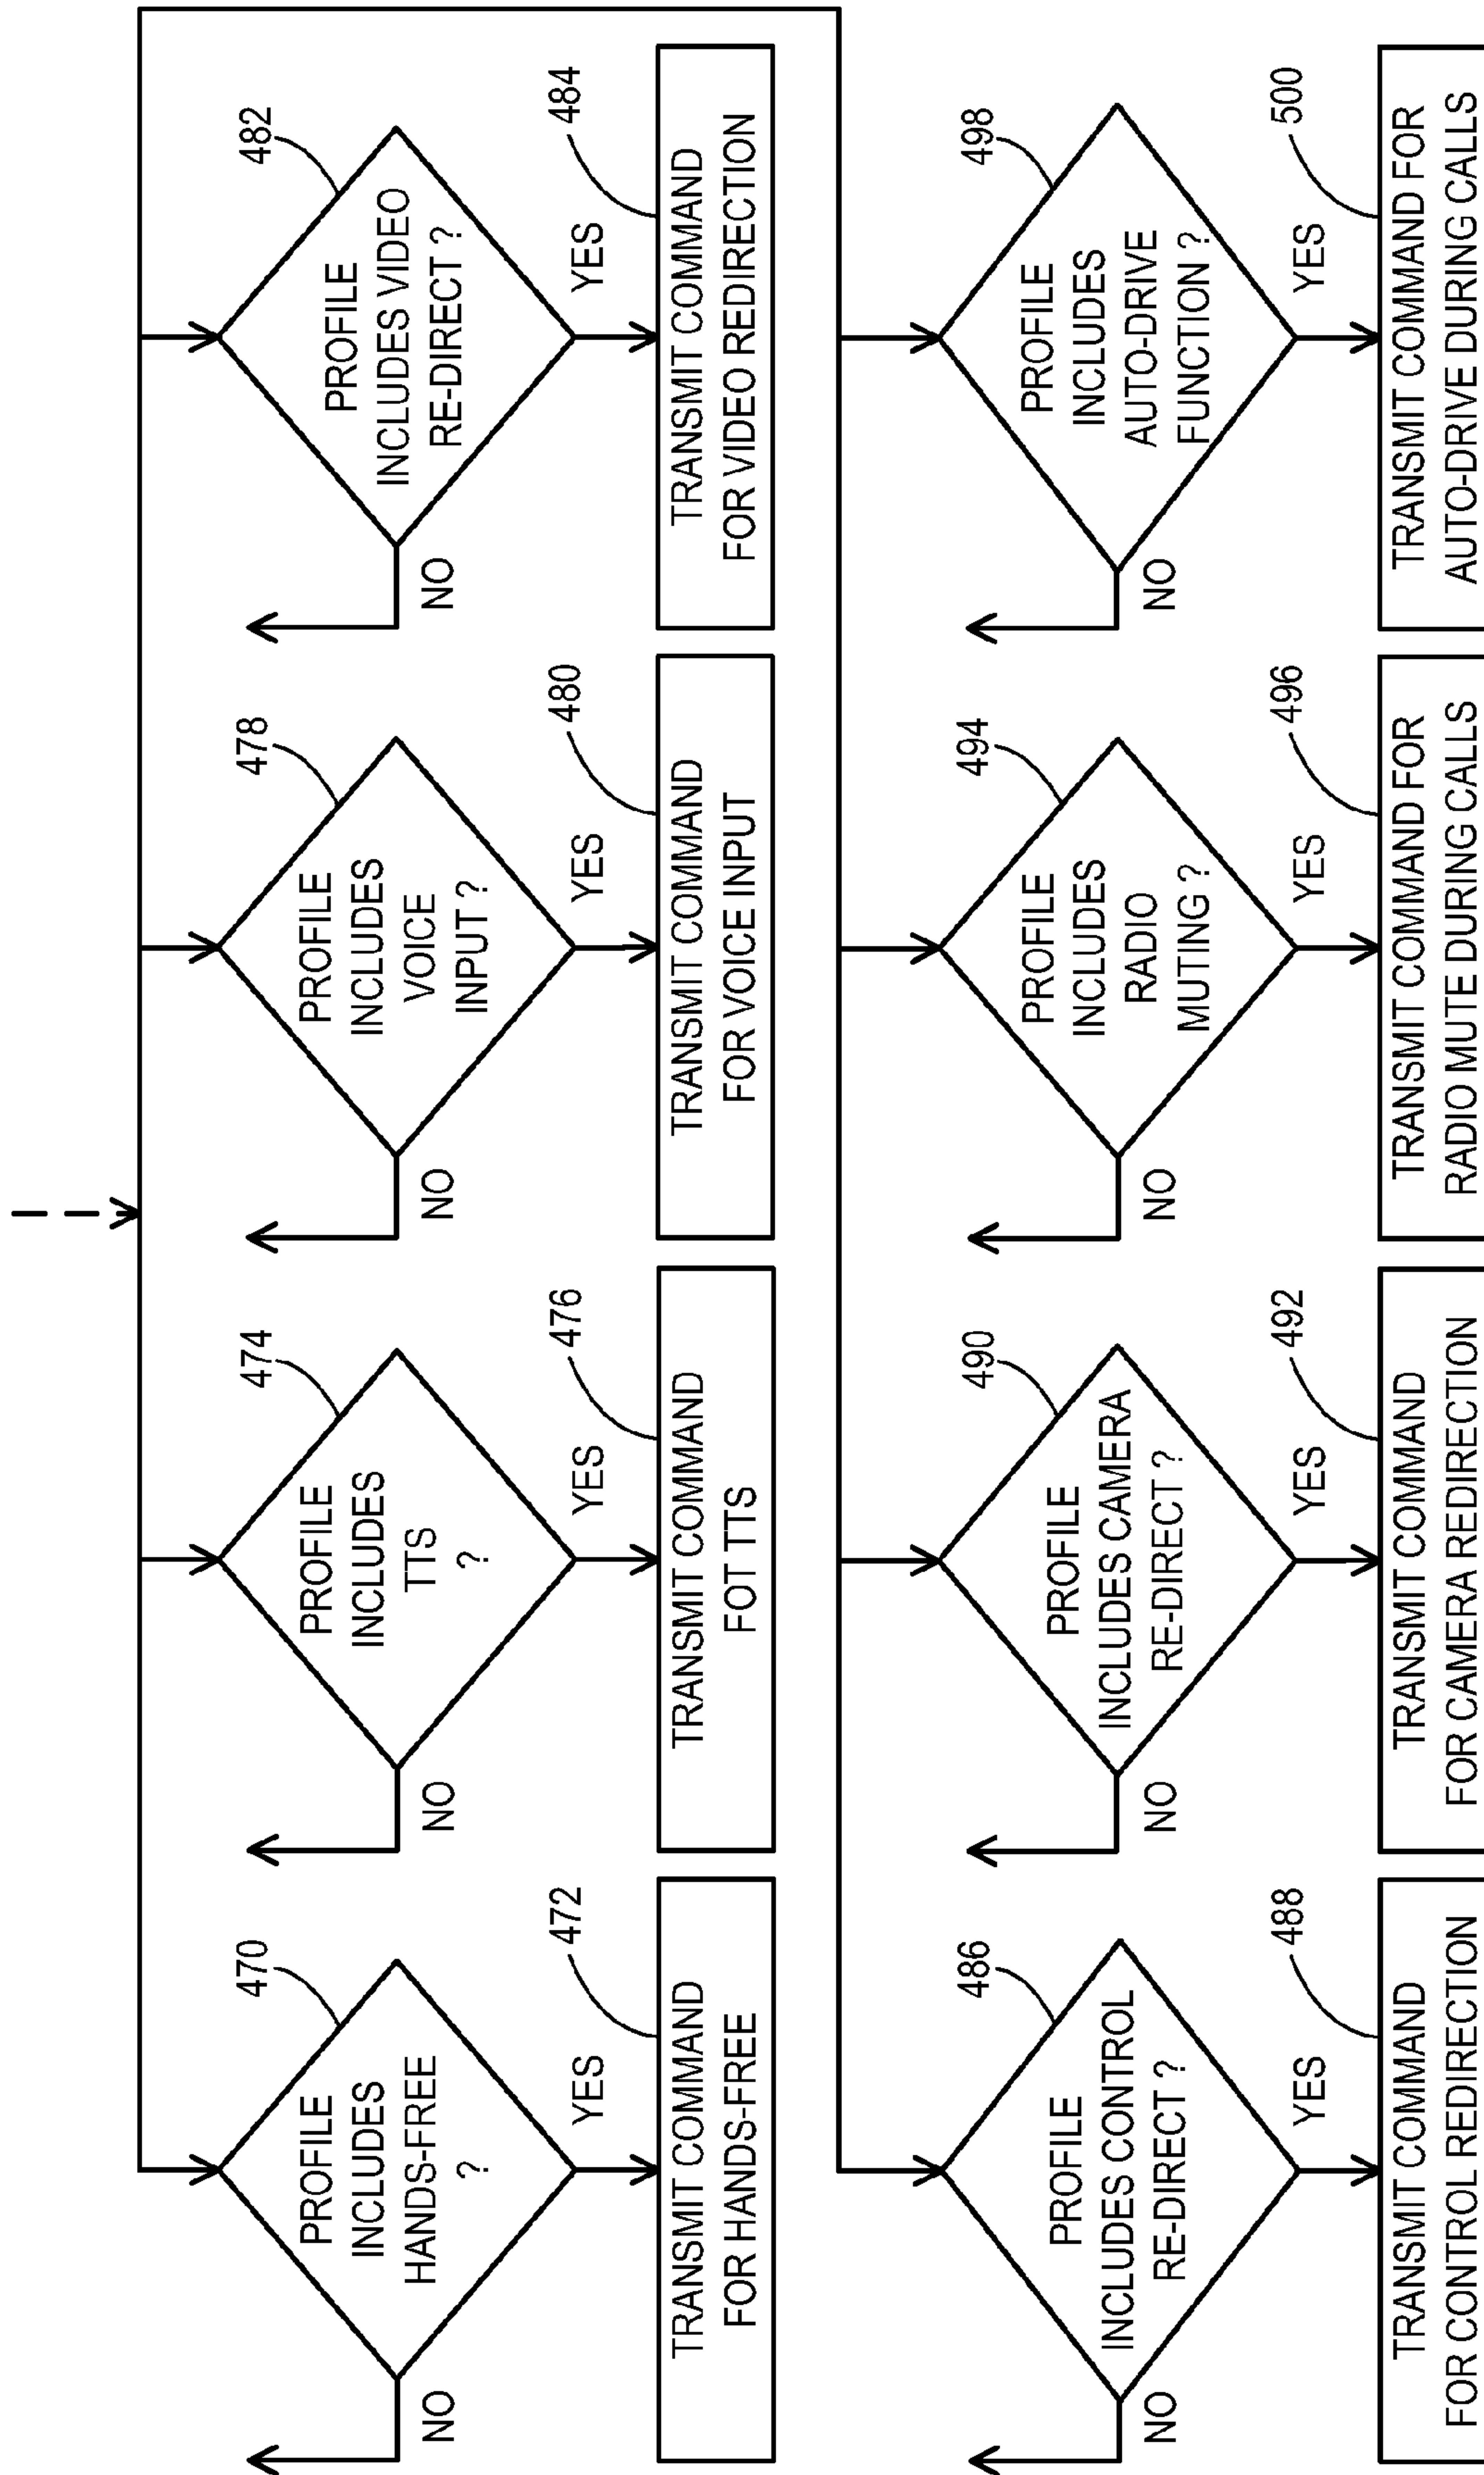 470
PROFILE
INCLUDES
HANDS-FREE
?
NO
YES
472
TRANSMIT COMMAND
FOR HANDS-FREE
474
PROFILE
INCLUDES
TTS
?
NO
YES
476
TRANSMIT COMMAND
FOT TTS
478
PROFILE
INCLUDES
VOICE
INPUT ?
NO
YES
480
TRANSMIT COMMAND
FOR VOICE INPUT
482
PROFILE
INCLUDES VIDEO
RE-DIRECT ?
NO
YES
484
TRANSMIT COMMAND
FOR VIDEO REDIRECTION
486
PROFILE
INCLUDES CONTROL
RE-DIRECT ?
NO
YES
488
TRANSMIT COMMAND
FOR CONTROL REDIRECTION
490
PROFILE
INCLUDES CAMERA
RE-DIRECT ?
NO
YES
492
TRANSMIT COMMAND
FOR CAMERA REDIRECTION
494
PROFILE
INCLUDES
RADIO
MUTING ?
NO
YES
496
TRANSMIT COMMAND FOR
RADIO MUTE DURING CALLS
498
PROFILE
INCLUDES
AUTO-DRIVE
FUNCTION ?
NO
YES
500
TRANSMIT COMMAND FOR
AUTO-DRIVE DURING CALLS